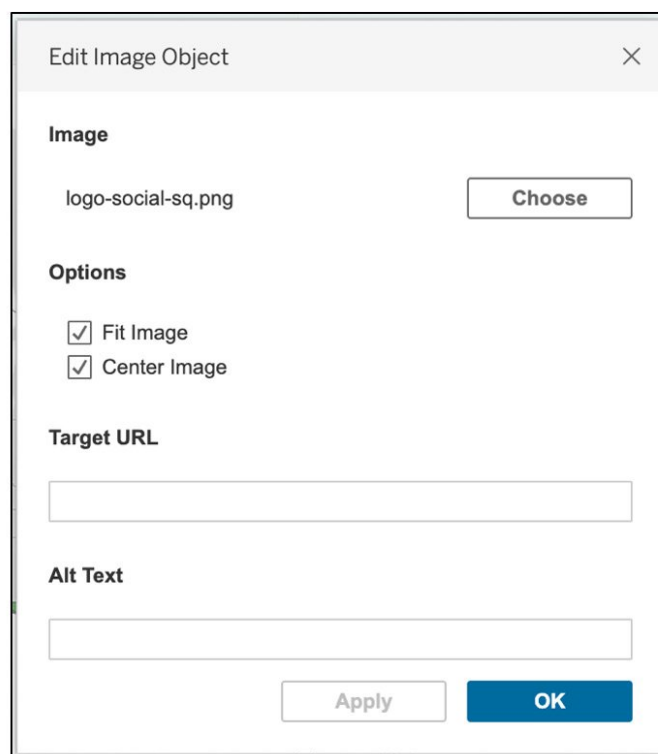 Edit Image Object
Image
logo-social-sq.png Choose
Options
Fit Image
Center Image
Target URL
Alt Text
Apply OK